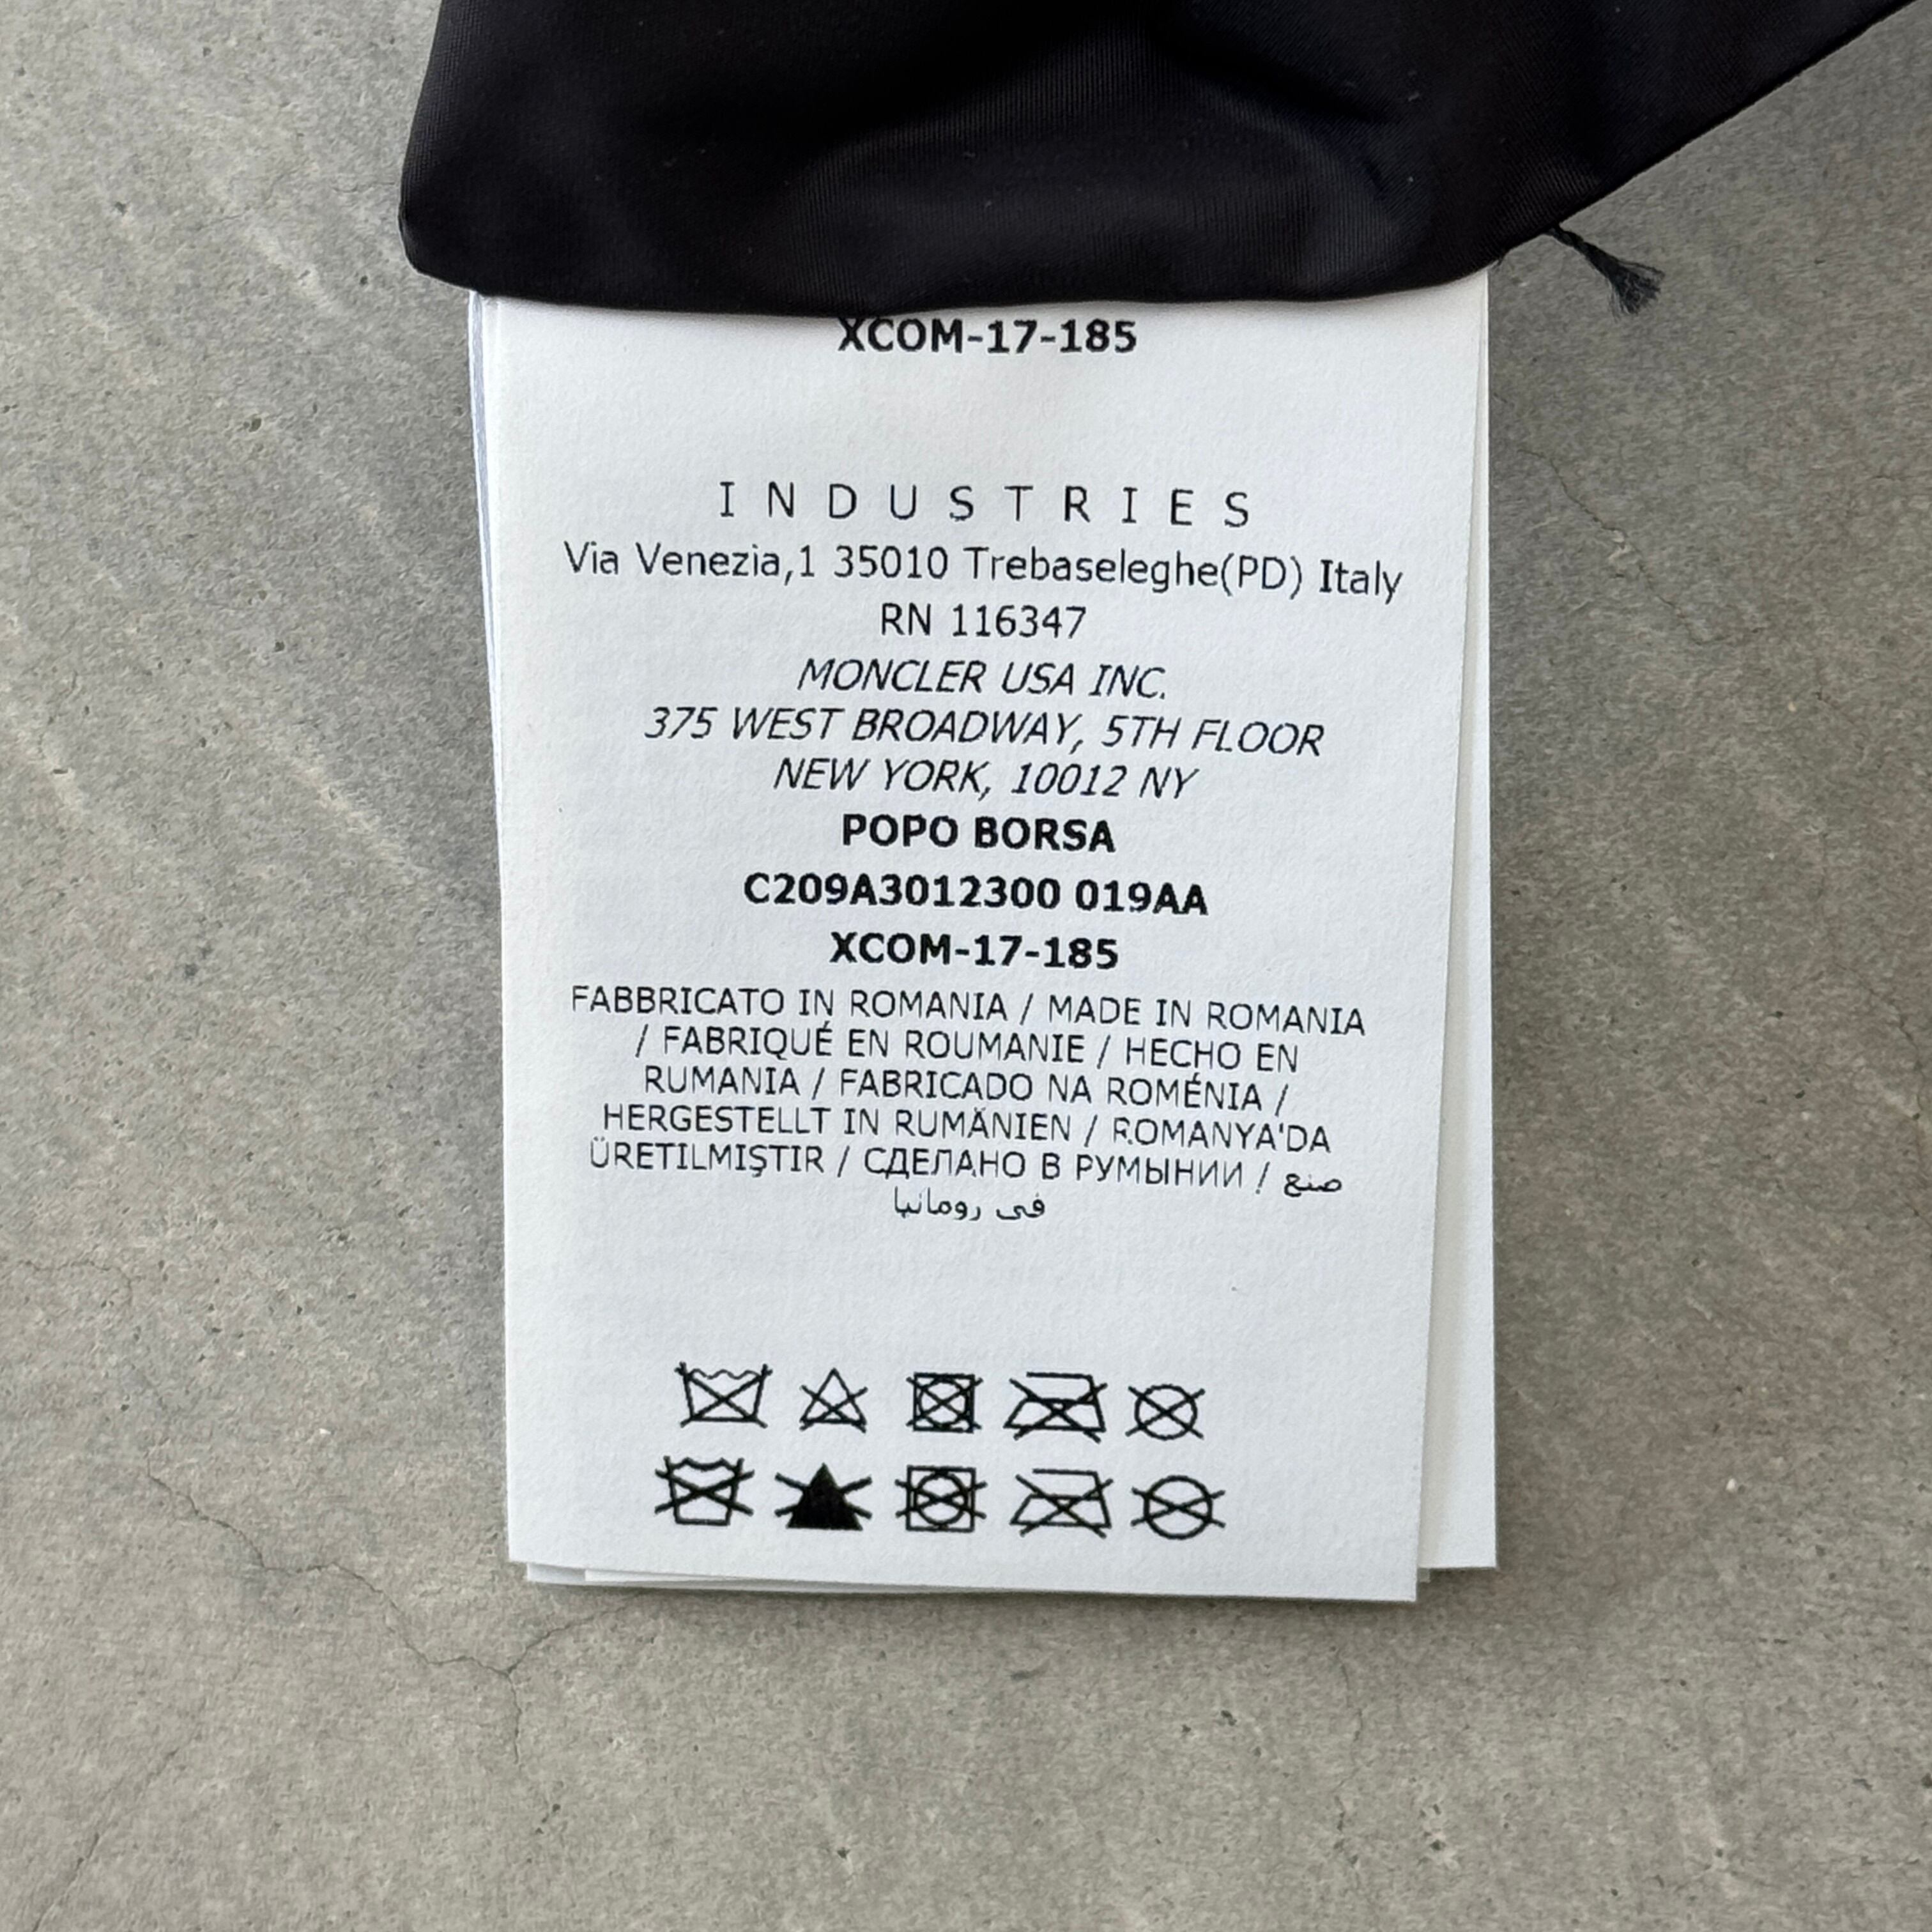 XCOM-17-185
INDUSTRIES
Via Venezia,1 35010 Trebaseleghe(PD) Italy
RN 116347
MONCLER USA INC.
375 WEST BROADWAY, 5TH FLOOR
NEW YORK, 10012 NY
POPO BORSA
C209A3012300 019AA
XCOM-17-185
FABBRICATO IN ROMANIA / MADE IN ROMANIA
/ FABRIQUÉ EN ROUMANIE / HECHO EN
RUMANIA / FABRICADO NA ROMÉNIA /
HERGESTELLT IN RUMÄNIEN / ROMANYA'DA
ÜRETILMIŞTIR / СДЕЛАНО В РУМЫНИИ / صنع
فى رومانيا